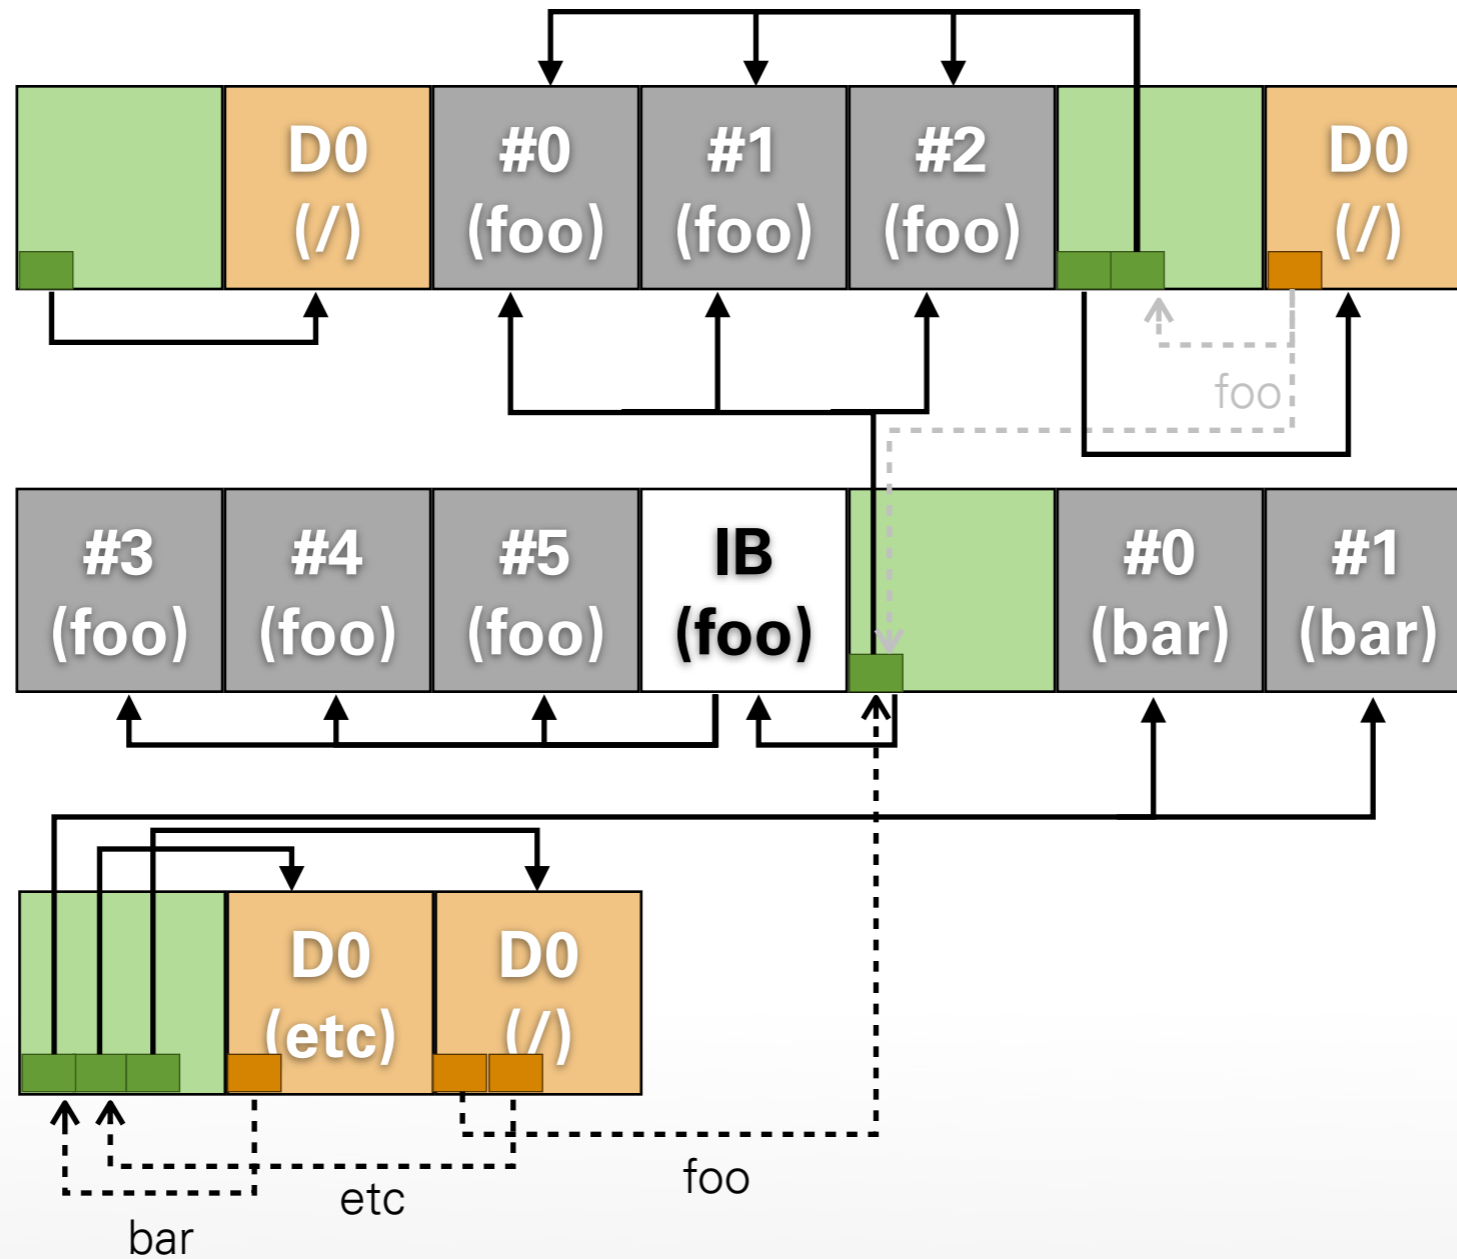 D0
(/)
#0
(foo)
#1
(foo)
#2
(foo)
D0
(/)
foo
#3
(foo)
#4
(foo)
#5
(foo)
IB
(foo)
#0
(bar)
#1
(bar)
D0
(etc)
D0
(/)
foo
etc
bar